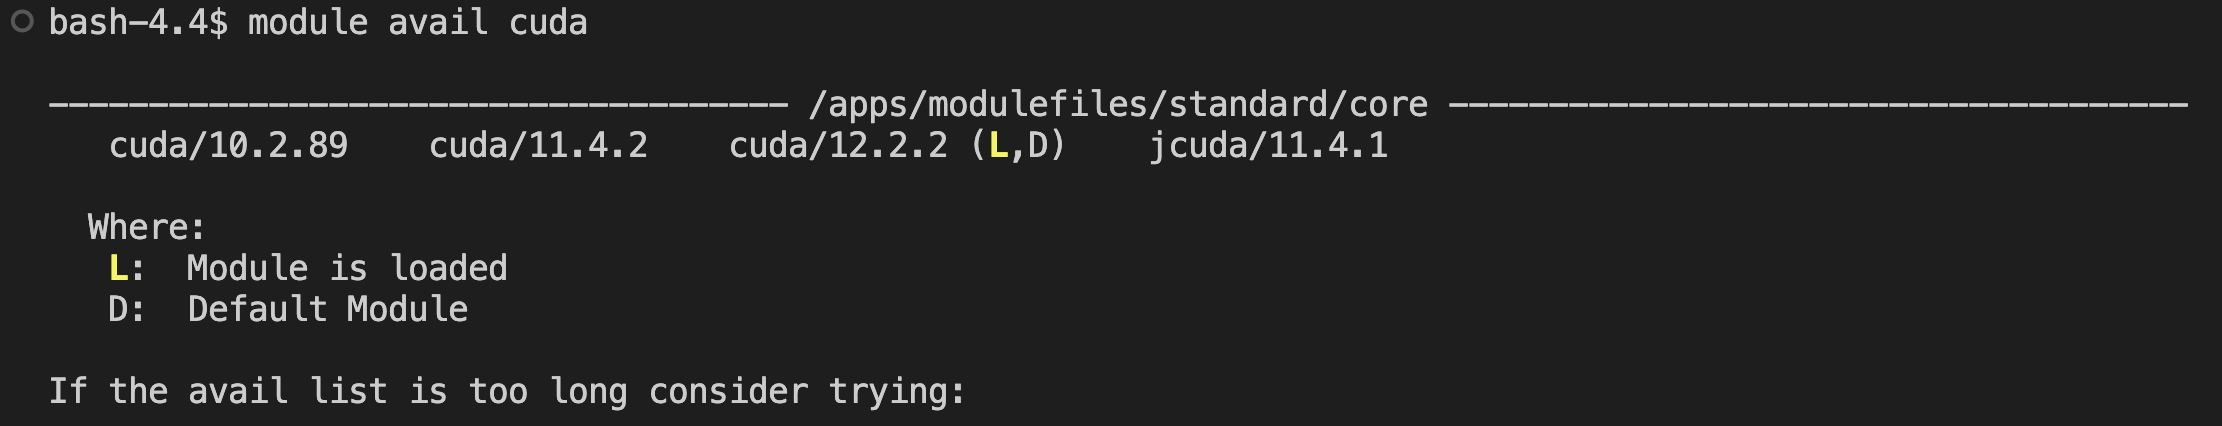 bash-4.4$ module avail cuda
------------------------------------- /apps/modulefiles/standard/core -------------------------------------
cuda/10.2.89    cuda/11.4.2    cuda/12.2.2 (L,D)    jcuda/11.4.1
Where:
L:  Module is loaded
D:  Default Module
If the avail list is too long consider trying: